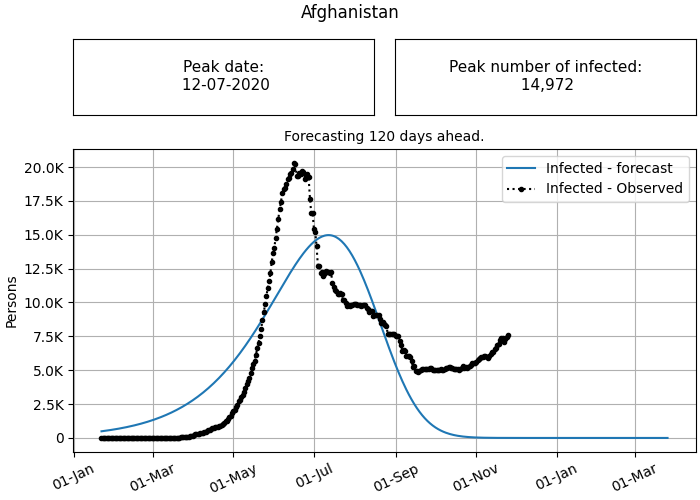 Afghanistan
Peak date:
12-07-2020
Peak number of infected:
14,972
Forecasting 120 days ahead.
Infected - forecast
Infected - Observed
20.0K
17.5K
15.0K
12.5K
10.0K
7.5K
5.0K
2.5K
0
Persons
01-Jan
01-Mar
01-May
01-Jul
01-Sep
01-Nov
01-Jan
01-Mar